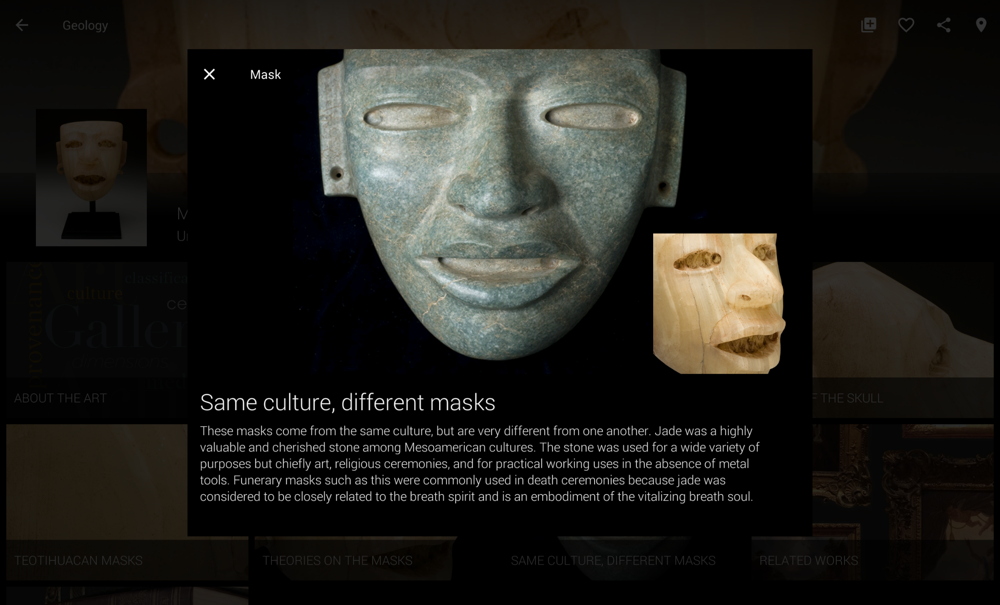 Geology
Mask
M
classifica
culture
ce
provenance
Galler
dimensions
ABOUT THE ART
F THE SKULL
Same culture, different masks
These masks come from the same culture, but are very different from one another. Jade was a highly
valuable and cherished stone among Mesoamerican cultures. The stone was used for a wide variety of
purposes but chiefly art, religious ceremonies, and for practical working uses in the absence of metal
tools. Funerary masks such as this were commonly used in death ceremonies because jade was
considered to be closely related to the breath spirit and is an embodiment of the vitalizing breath soul.
TEOTIHUACAN MASKS
THEORIES ON THE MASKS
SAME CULTURE, DIFFERENT MASKS
RELATED WORKS